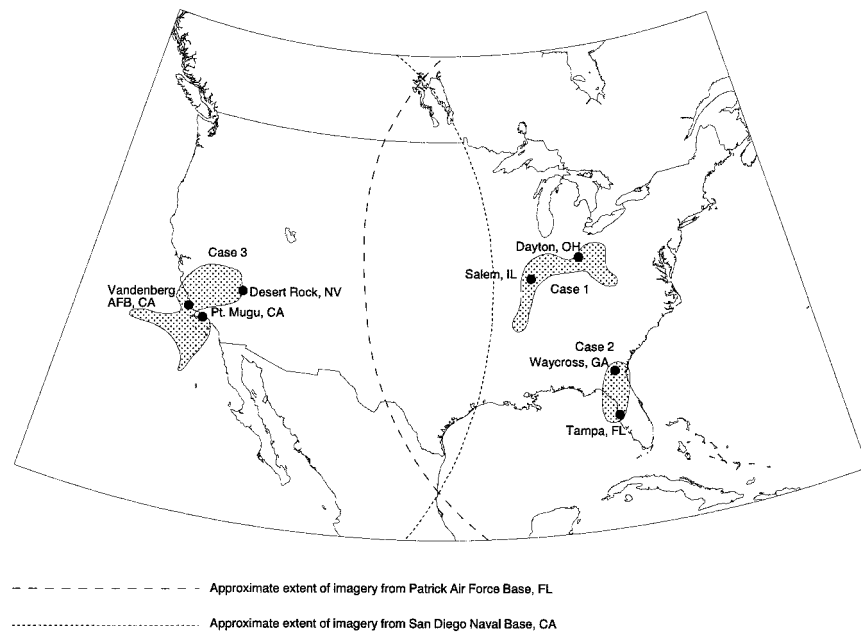 Case 3
Vandenberg
AFB, CA
Desert Rock, NV
Pt. Mugu, CA
Dayton, OH
Salem, IL
Case 1
Case 2
Waycross, GA
Tampa, FL
Approximate extent of imagery from Patrick Air Force Base, FL
Approximate extent of imagery from San Diego Naval Base, CA